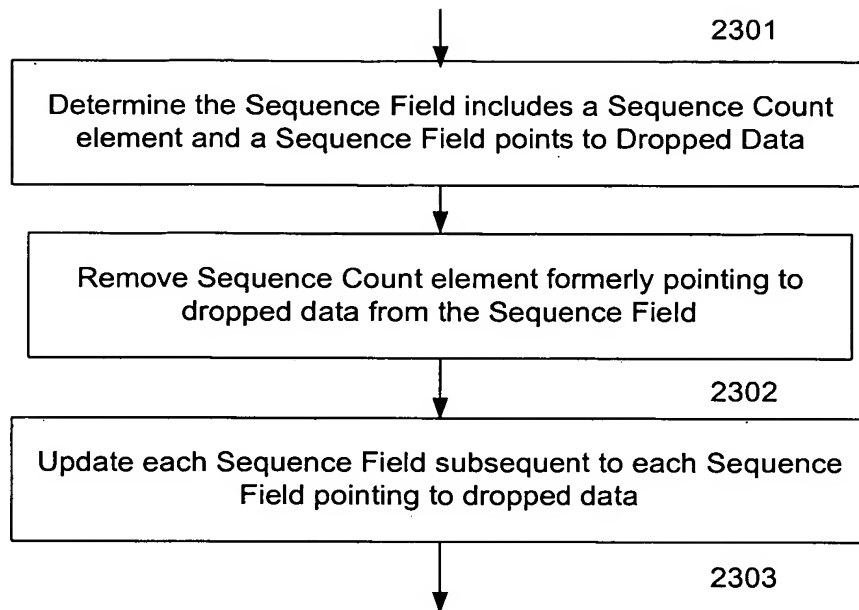 2301
Determine the Sequence Field includes a Sequence Count
element and a Sequence Field points to Dropped Data
Remove Sequence Count element formerly pointing to
dropped data from the Sequence Field
2302
Update each Sequence Field subsequent to each Sequence
Field pointing to dropped data
2303